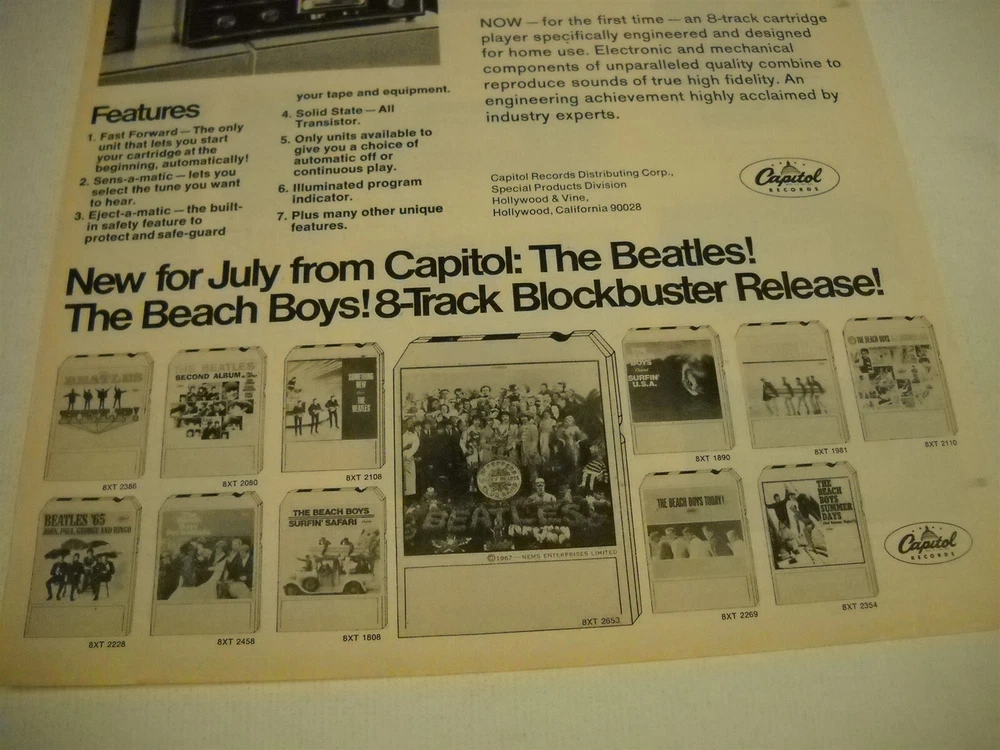 NOW — for the first time — an 8-track cartridge
player specifically engineered and designed
for home use. Electronic and mechanical
components of unparalleled quality combine to
reproduce sounds of true high fidelity. An
engineering achievement highly acclaimed by
industry experts.
Features
1. Fast Forward — The only
unit that lets you start
your cartridge at the
beginning, automatically!
2. Sens-a-matic — lets you
select the tune you want
to hear.
3. Eject-a-matic — the built-
in safety feature to
protect and safe-guard
your tape and equipment.
4. Solid State — All
Transistor.
5. Only units available to
give you a choice of
automatic off or
continuous play.
6. Illuminated program
indicator.
7. Plus many other unique
features.
Capitol Records Distributing Corp.,
Special Products Division
Hollywood & Vine,
Hollywood, California 90028
Capitol
RECORDS
New for July from Capitol: The Beatles!
The Beach Boys! 8-Track Blockbuster Release!
BEATLES
8XT 2386
BEATLES
SECOND ALBUM
8XT 2080
SOMETHING
NEW
THE
BEATLES
8XT 2108
BEATLES
©1967 — NEMS ENTERPRISES LIMITED
8XT 2653
BOYS
SURFIN'
U.S.A.
8XT 1890
8XT 1981
THE BEACH BOYS
8XT 2110
BEATLES '65
JOHN, PAUL, GEORGE AND RINGO
8XT 2228
8XT 2458
THE BEACH BOYS
SURFIN' SAFARI
8XT 1808
THE BEACH BOYS TODAY!
8XT 2269
THE
BEACH
BOYS
SUMMER
DAYS
8XT 2354
Capitol
RECORDS